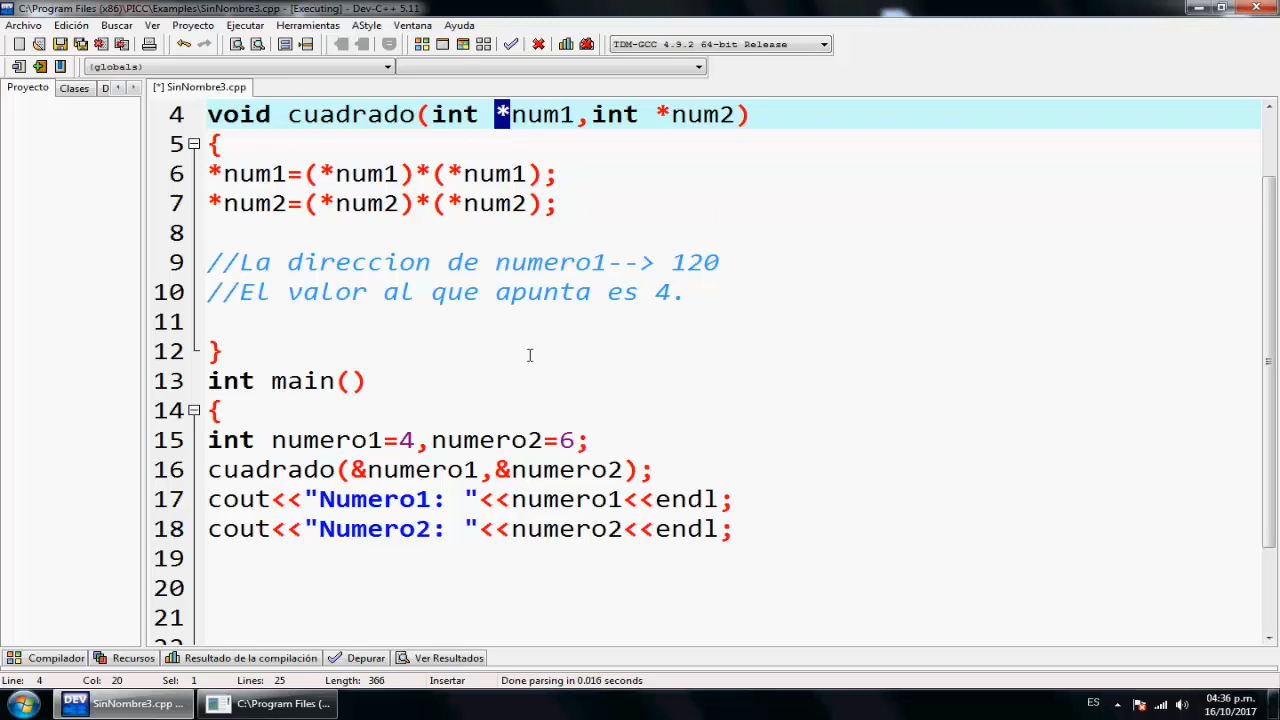 C:\Program Files (x86)\PICC\Examples\SinNombre3.cpp - [Executing] - Dev-C++ 5.11
Archivo Edición Buscar Ver Proyecto Ejecutar Herramientas AStyle Ventana Ayuda
TDM-GCC 4.9.2 64-bit Release
(globals)
Proyecto Clases D [*] SinNombre3.cpp
4 void cuadrado(int *num1,int *num2)
5 {
6 *num1=(*num1)*(*num1);
7 *num2=(*num2)*(*num2);
8
9 //La direccion de numero1--> 120
10 //El valor al que apunta es 4.
11
12 }
13 int main()
14 {
15 int numero1=4,numero2=6;
16 cuadrado(&numero1,&numero2);
17 cout<<"Numero1: "<<numero1<<endl;
18 cout<<"Numero2: "<<numero2<<endl;
19
20
21
22
Compilador Recursos Resultado de la compilación Depurar Ver Resultados
Line: 4 Col: 20 Sel: 1 Lines: 25 Length: 366 Insertar Done parsing in 0.016 seconds
DEV SinNombre3.cpp ... C:\Program Files (... ES 04:36 p.m.
16/10/2017